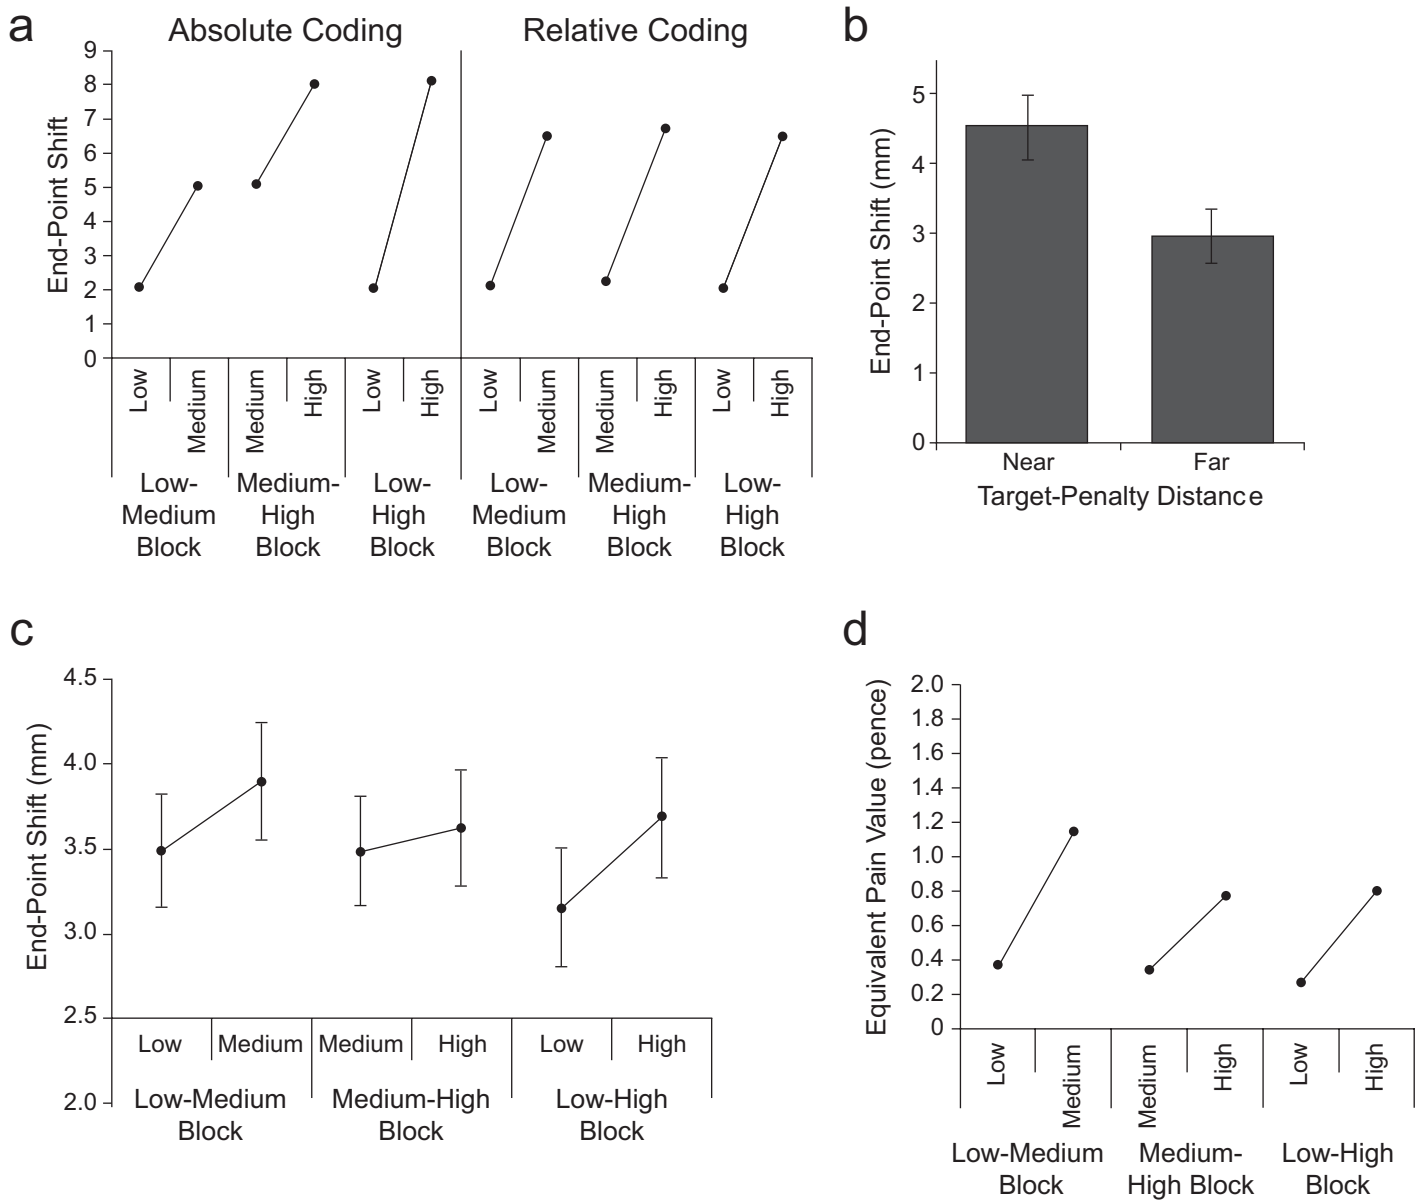 a
Absolute Coding
Relative Coding
End-Point Shift
9
8
7
6
5
4
3
2
1
0
Low
Medium
Medium
High
Low
High
Low
Medium
Medium
High
Low
High
Low-
Medium
Block
Medium-
High
Block
Low-
High
Block
Low-
Medium
Block
Medium-
High
Block
Low-
High
Block
b
End-Point Shift (mm)
5
4
3
2
1
0
Near
Far
Target-Penalty Distance
c
End-Point Shift (mm)
4.5
4.0
3.5
3.0
2.5
2.0
Low
Medium
Medium
High
Low
High
Low-Medium
Block
Medium-High
Block
Low-High
Block
d
Equivalent Pain Value (pence)
2.0
1.8
1.6
1.4
1.2
1.0
0.8
0.6
0.4
0.2
0
Low
Medium
Medium
High
Low
High
Low-Medium
Block
Medium-
High Block
Low-High
Block